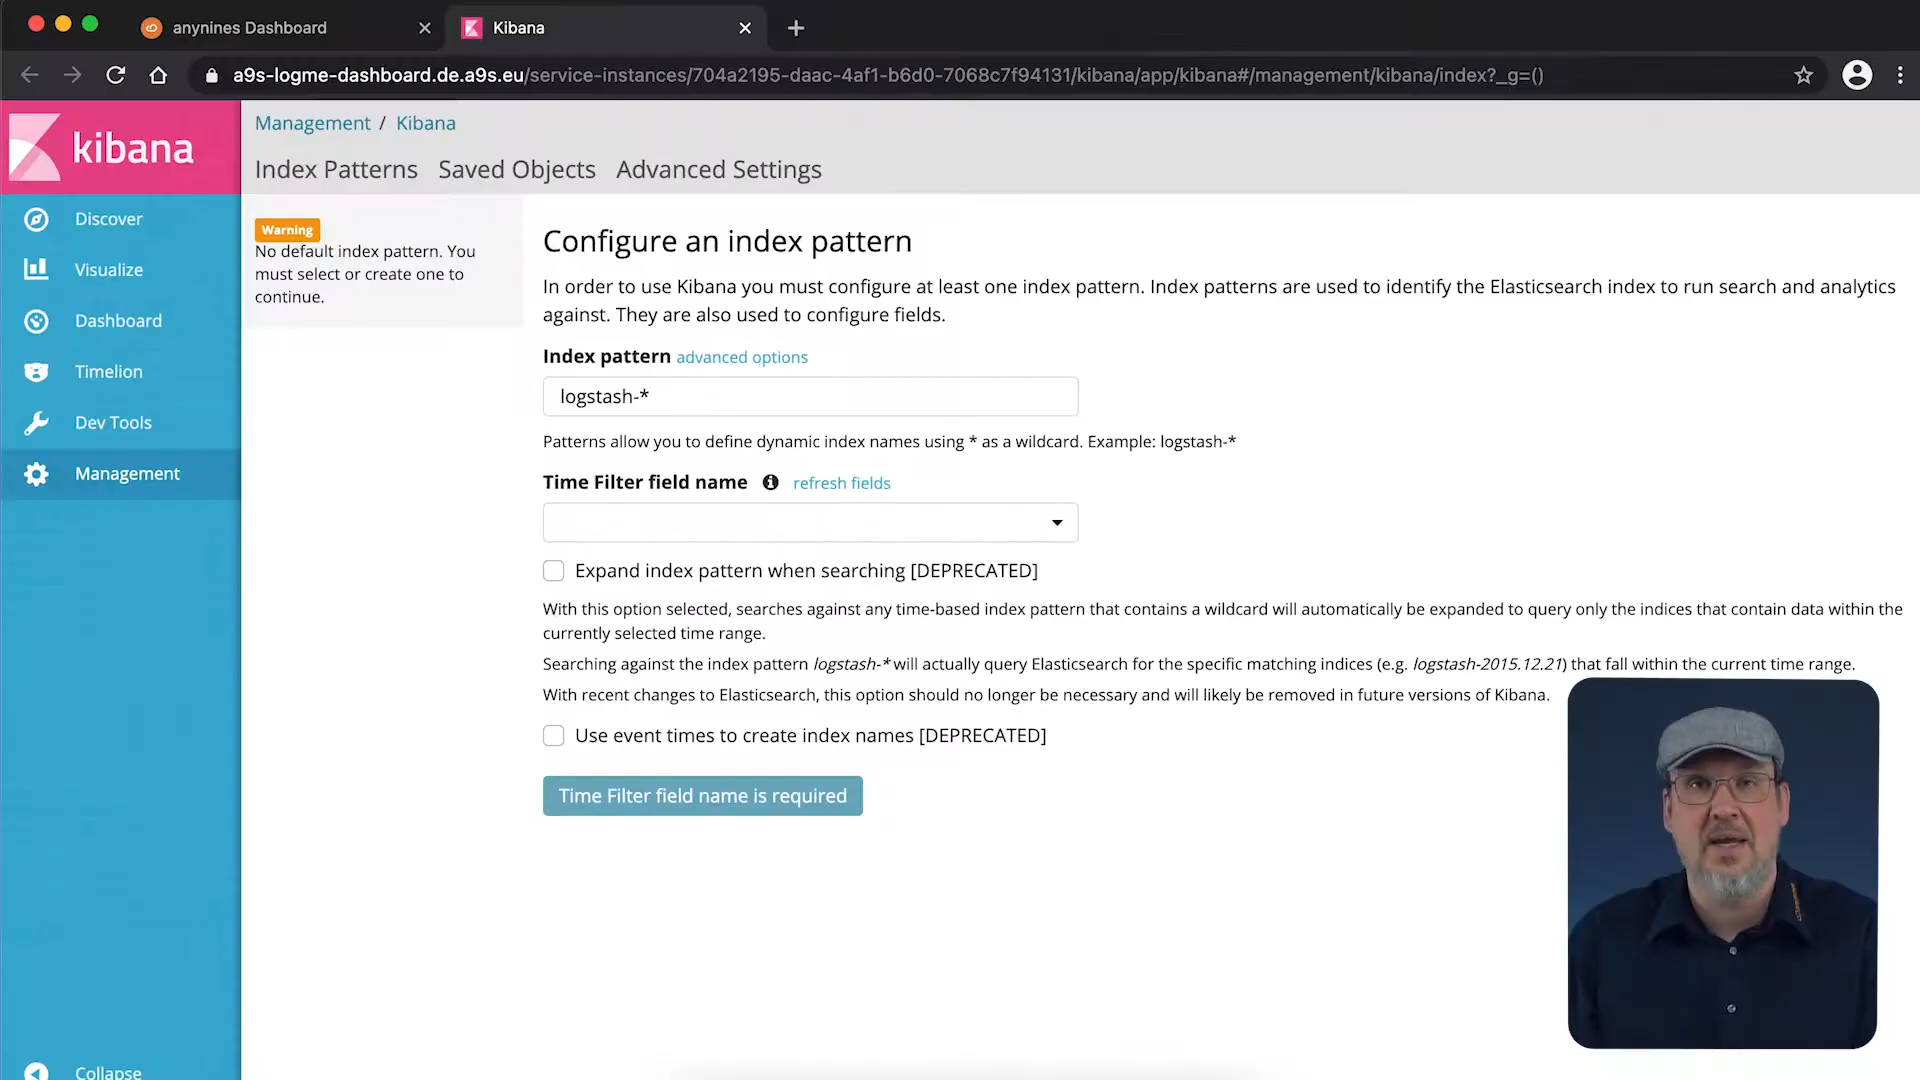 anynines Dashboard
Kibana
a9s-logme-dashboard.de.a9s.eu/service-instances/704a2195-daac-4af1-b6d0-7068c7f94131/kibana/app/kibana#/management/kibana/index?_g=()
kibana
Management / Kibana
Index Patterns Saved Objects Advanced Settings
Discover
Visualize
Dashboard
Timelion
Dev Tools
Management
Collapse
Warning
No default index pattern. You
must select or create one to
continue.
Configure an index pattern
In order to use Kibana you must configure at least one index pattern. Index patterns are used to identify the Elasticsearch index to run search and analytics
against. They are also used to configure fields.
Index pattern advanced options
logstash-*
Patterns allow you to define dynamic index names using * as a wildcard. Example: logstash-*
Time Filter field name refresh fields
Expand index pattern when searching [DEPRECATED]
With this option selected, searches against any time-based index pattern that contains a wildcard will automatically be expanded to query only the indices that contain data within the
currently selected time range.
Searching against the index pattern logstash-* will actually query Elasticsearch for the specific matching indices (e.g. logstash-2015.12.21) that fall within the current time range.
With recent changes to Elasticsearch, this option should no longer be necessary and will likely be removed in future versions of Kibana.
Use event times to create index names [DEPRECATED]
Time Filter field name is required